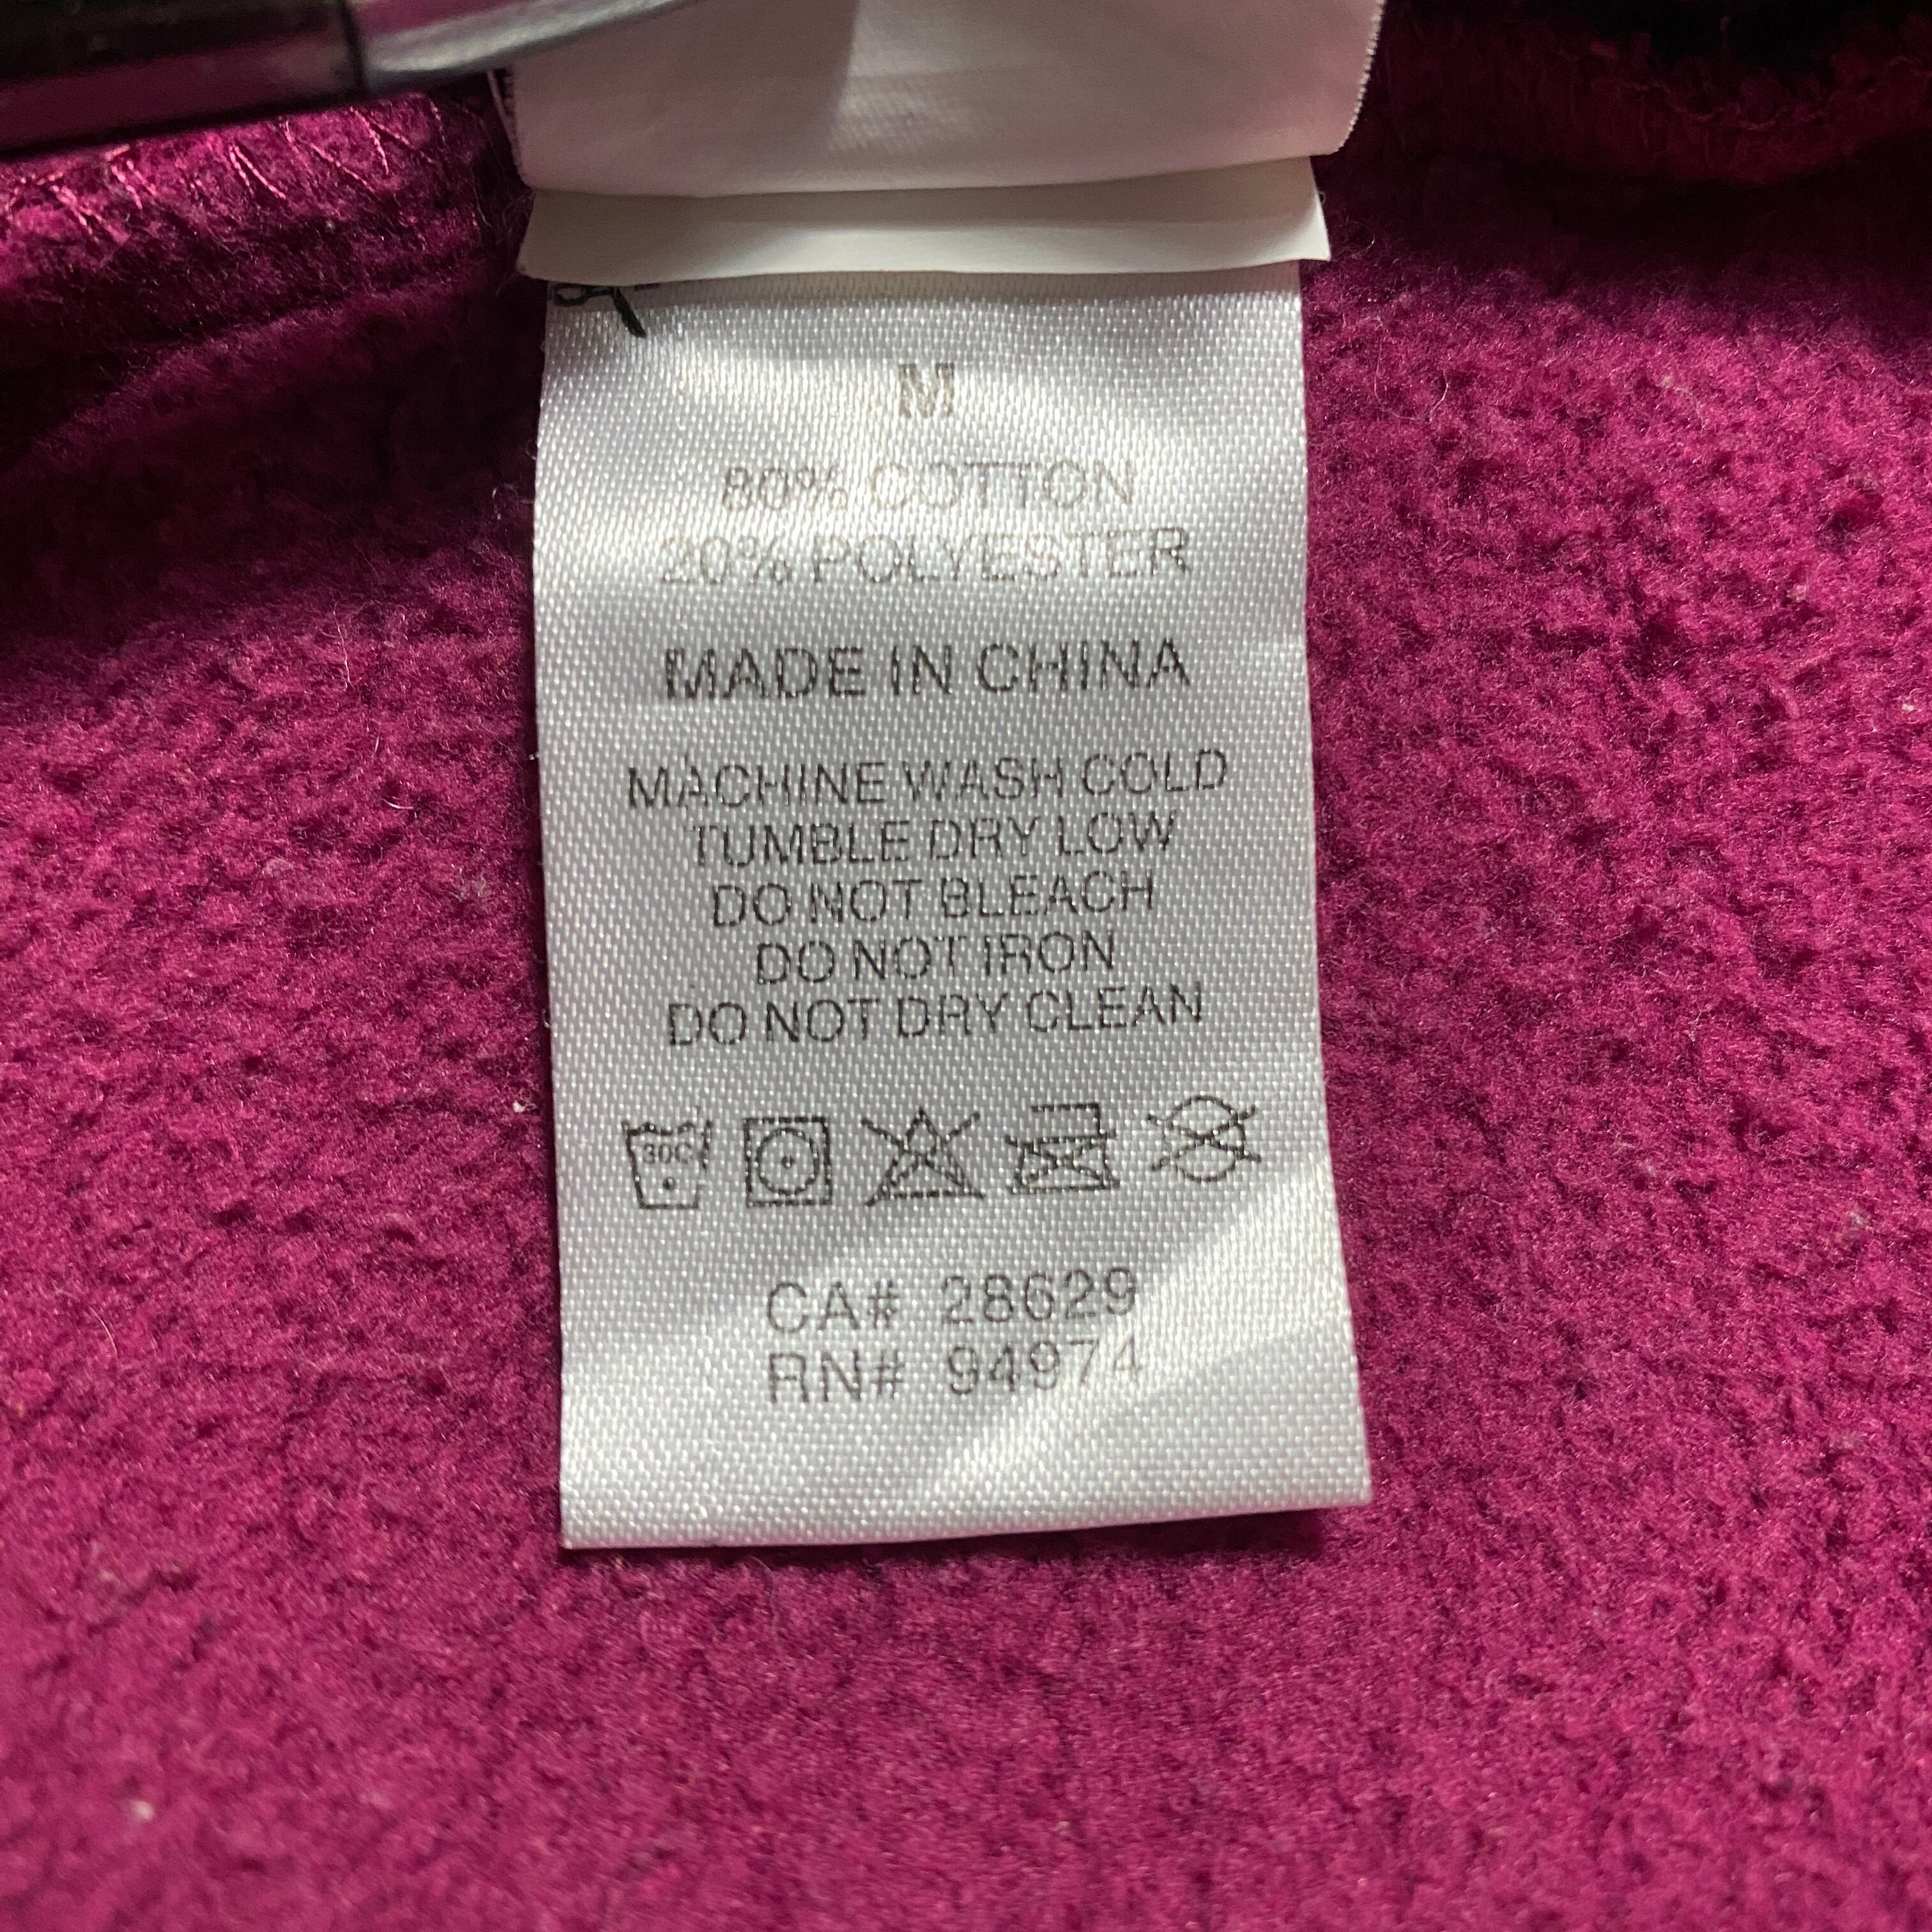 M
80% COTTON
20% POLYESTER
MADE IN CHINA
MACHINE WASH COLD
TUMBLE DRY LOW
DO NOT BLEACH
DO NOT IRON
DO NOT DRY CLEAN
30C
CA# 28629
RN# 94974